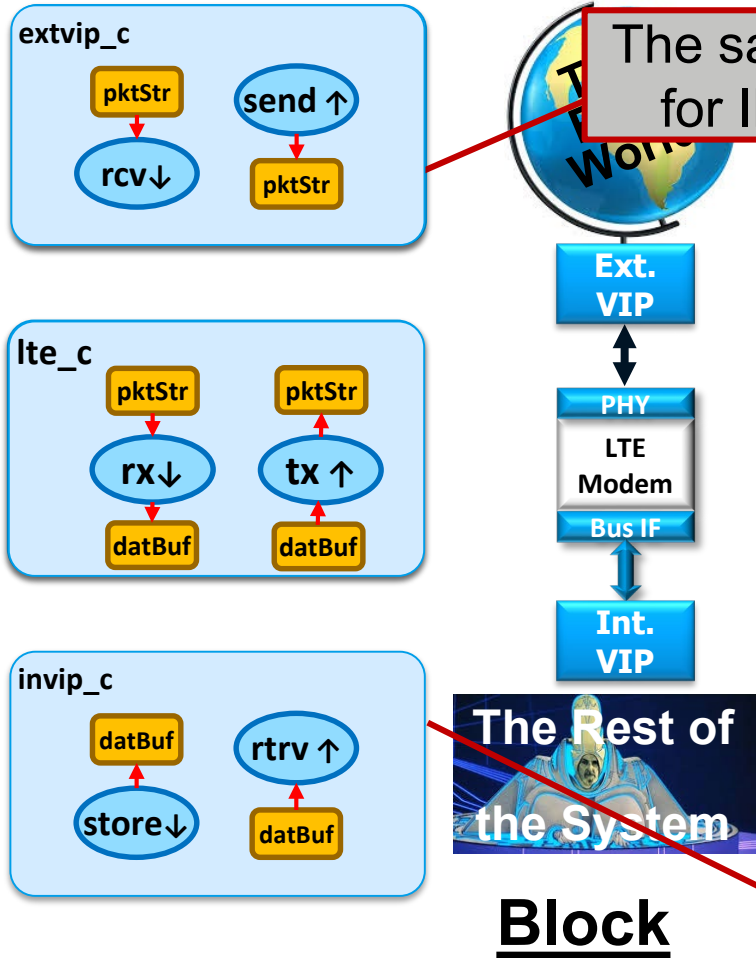 extvip_c
pktStr
send ↑
rcv↓
pktStr
The
for
Ext.
VIP
lte_c
pktStr
pktStr
rx↓
tx ↑
datBuf
datBuf
PHY
LTE
Modem
Bus IF
Int.
VIP
invip_c
datBuf
rtrv ↑
store↓
datBuf
The Rest of
the System
Block